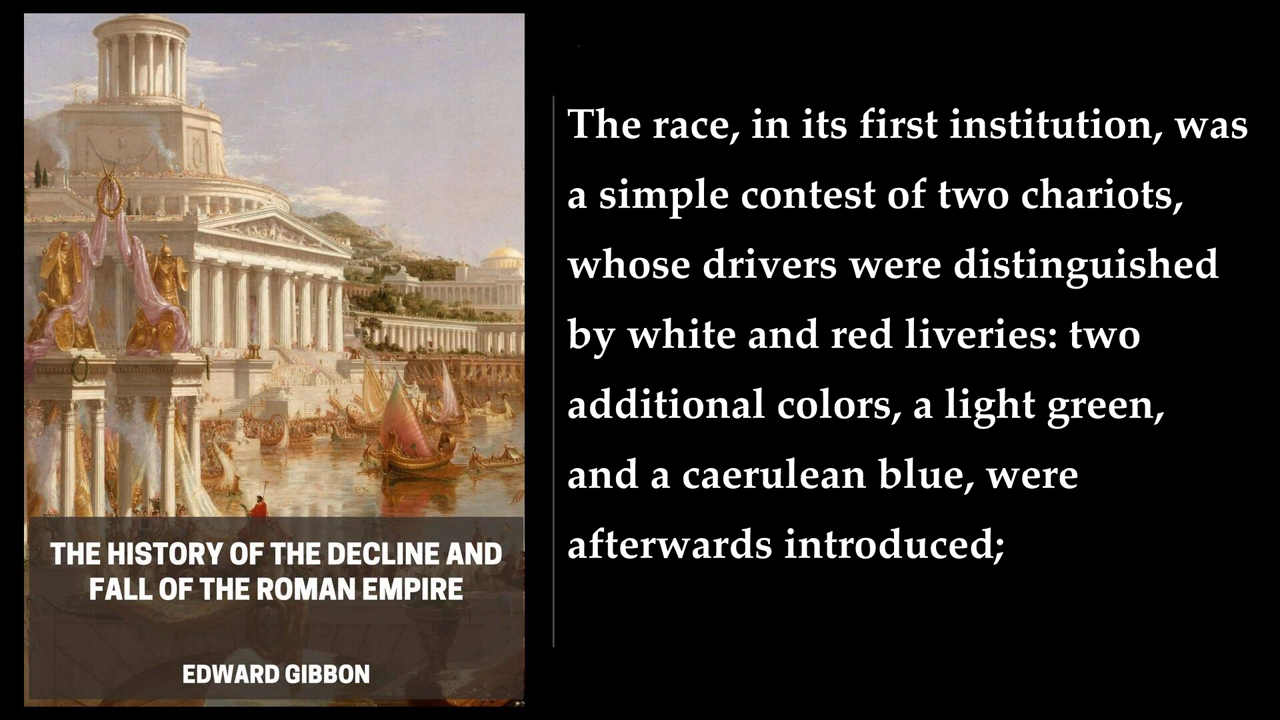 THE HISTORY OF THE DECLINE AND
FALL OF THE ROMAN EMPIRE
EDWARD GIBBON
The race, in its first institution, was
a simple contest of two chariots,
whose drivers were distinguished
by white and red liveries: two
additional colors, a light green,
and a caerulean blue, were
afterwards introduced;